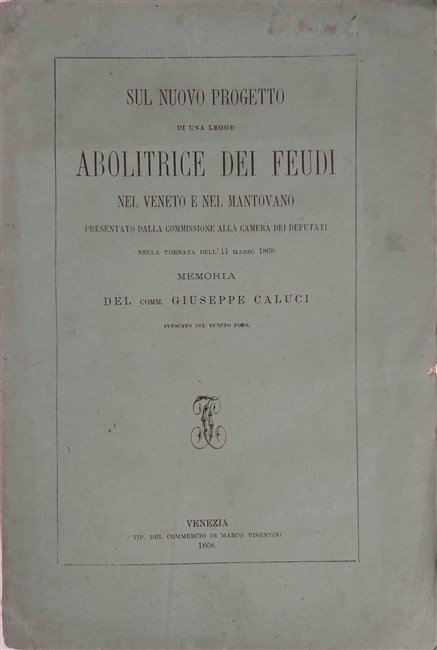 SUL NUOVO PROGETTO
DI UNA LEGGE
ABOLITRICE DEI FEUDI
NEL VENETO E NEL MANTOVANO
PRESENTATO DALLA COMMISSIONE ALLA CAMERA DEI DEPUTATI
NELLA TORNATA DELL'11 MARZO 1868
MEMORIA
DEL COMM. GIUSEPPE CALUCI
AVVOCATO DEL VENETO FORO.
VENEZIA
TIP. DEL COMMERCIO DI MARCO VISENTINI
1868.